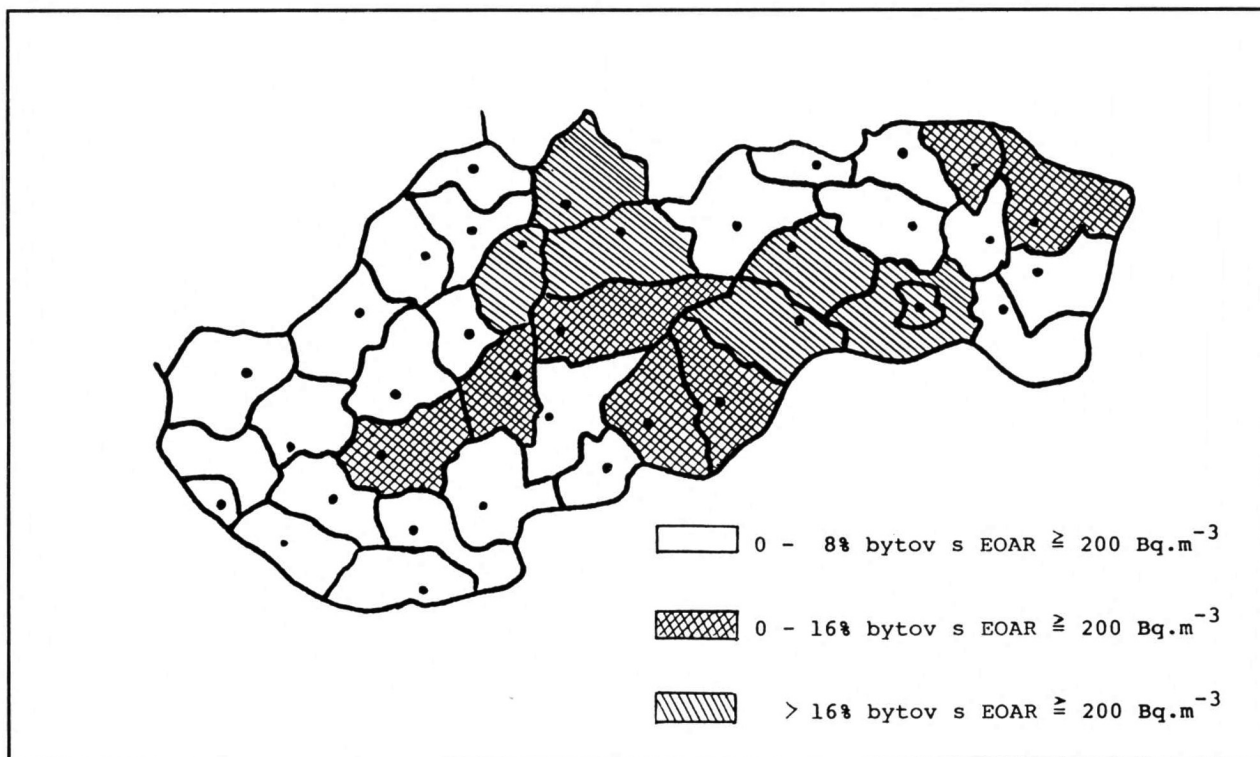 0 - 8% bytov s EOAR ≧ 200 Bq.m⁻³
0 - 16% bytov s EOAR ≧ 200 Bq.m⁻³
> 16% bytov s EOAR ≧ 200 Bq.m⁻³